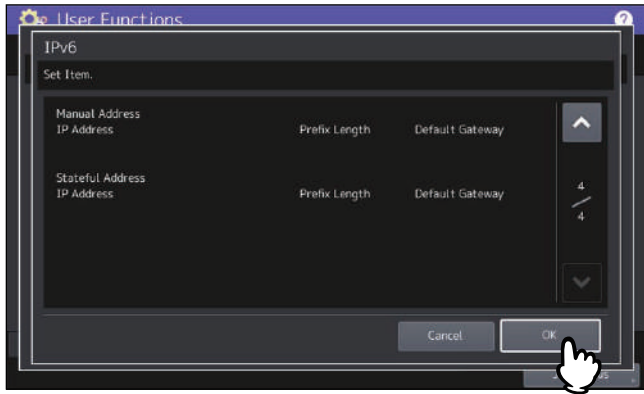 User Functions ?
IPv6
Set Item.
Manual Address
IP Address Prefix Length Default Gateway
Stateful Address
IP Address Prefix Length Default Gateway
4
4
Cancel OK